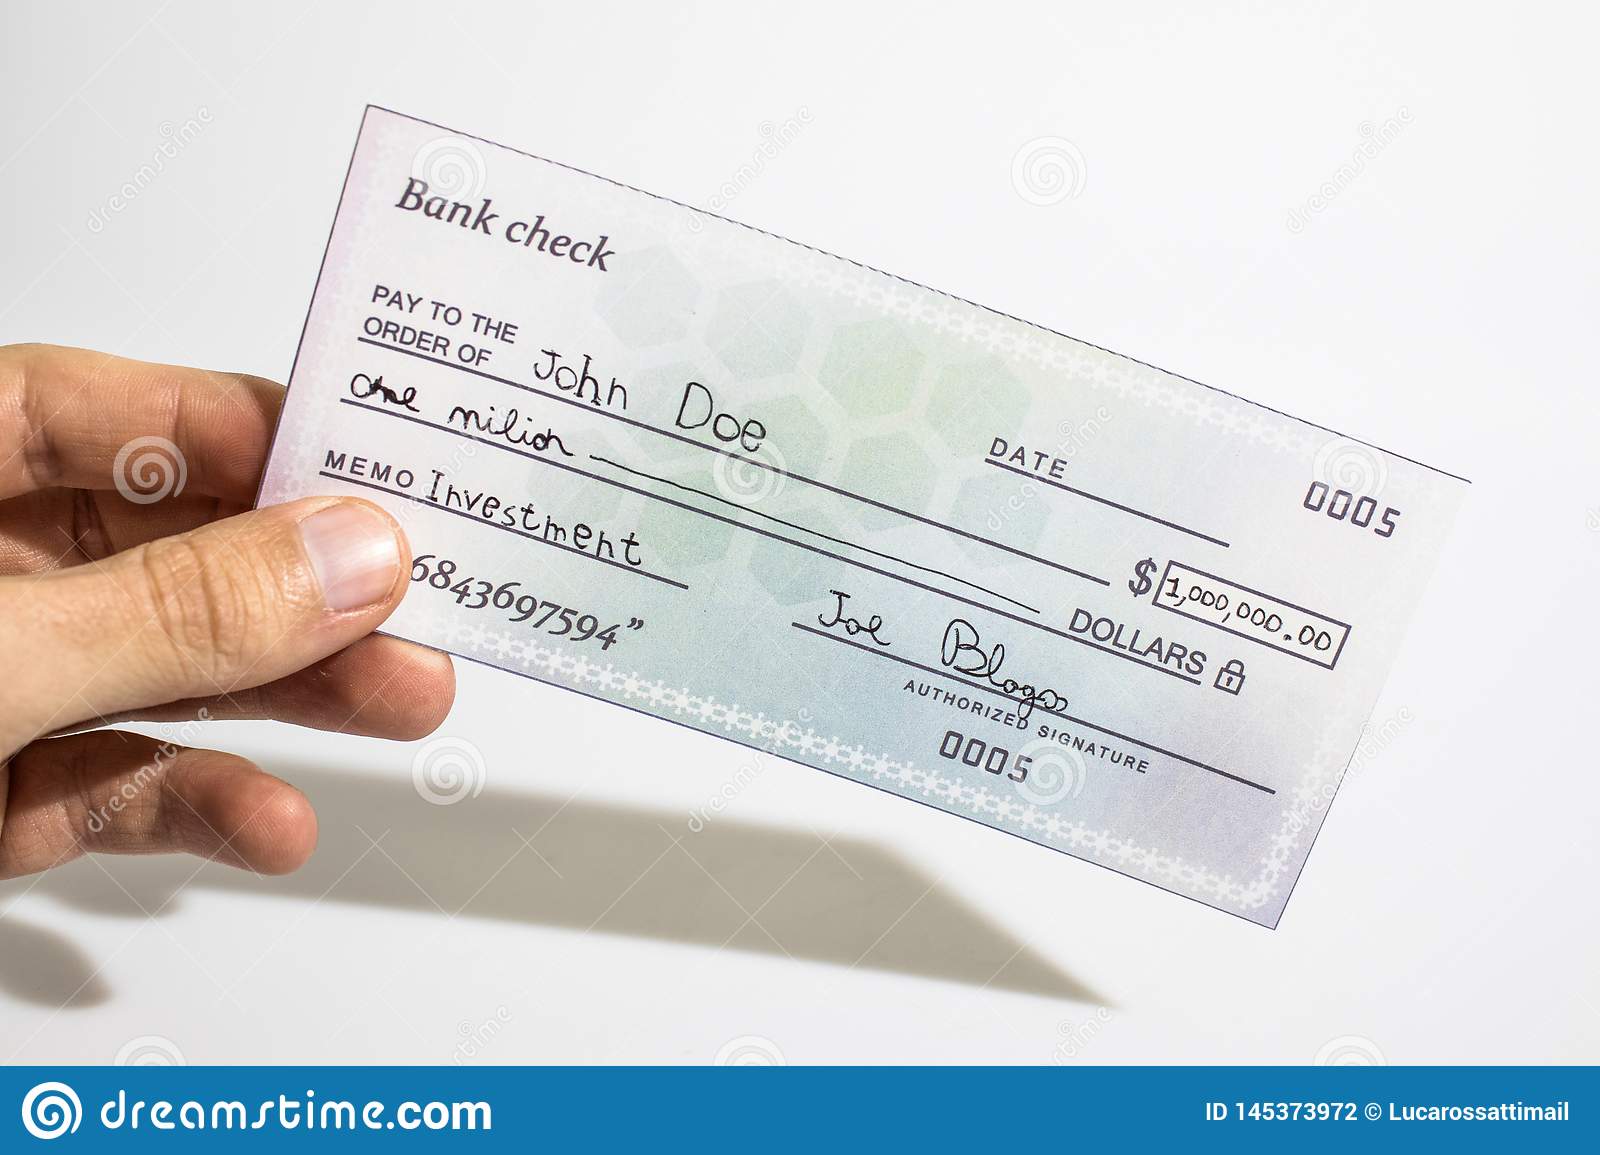 Bank check
PAY TO THE
ORDER OF John Doe
DATE
0005
One milion
DOLLARS
$ 1,000,000.00
MEMO Investment
Joe Blogs
AUTHORIZED SIGNATURE
6843697594”
0005
dreamstime.com
ID 145373972 © Lucarossattimail